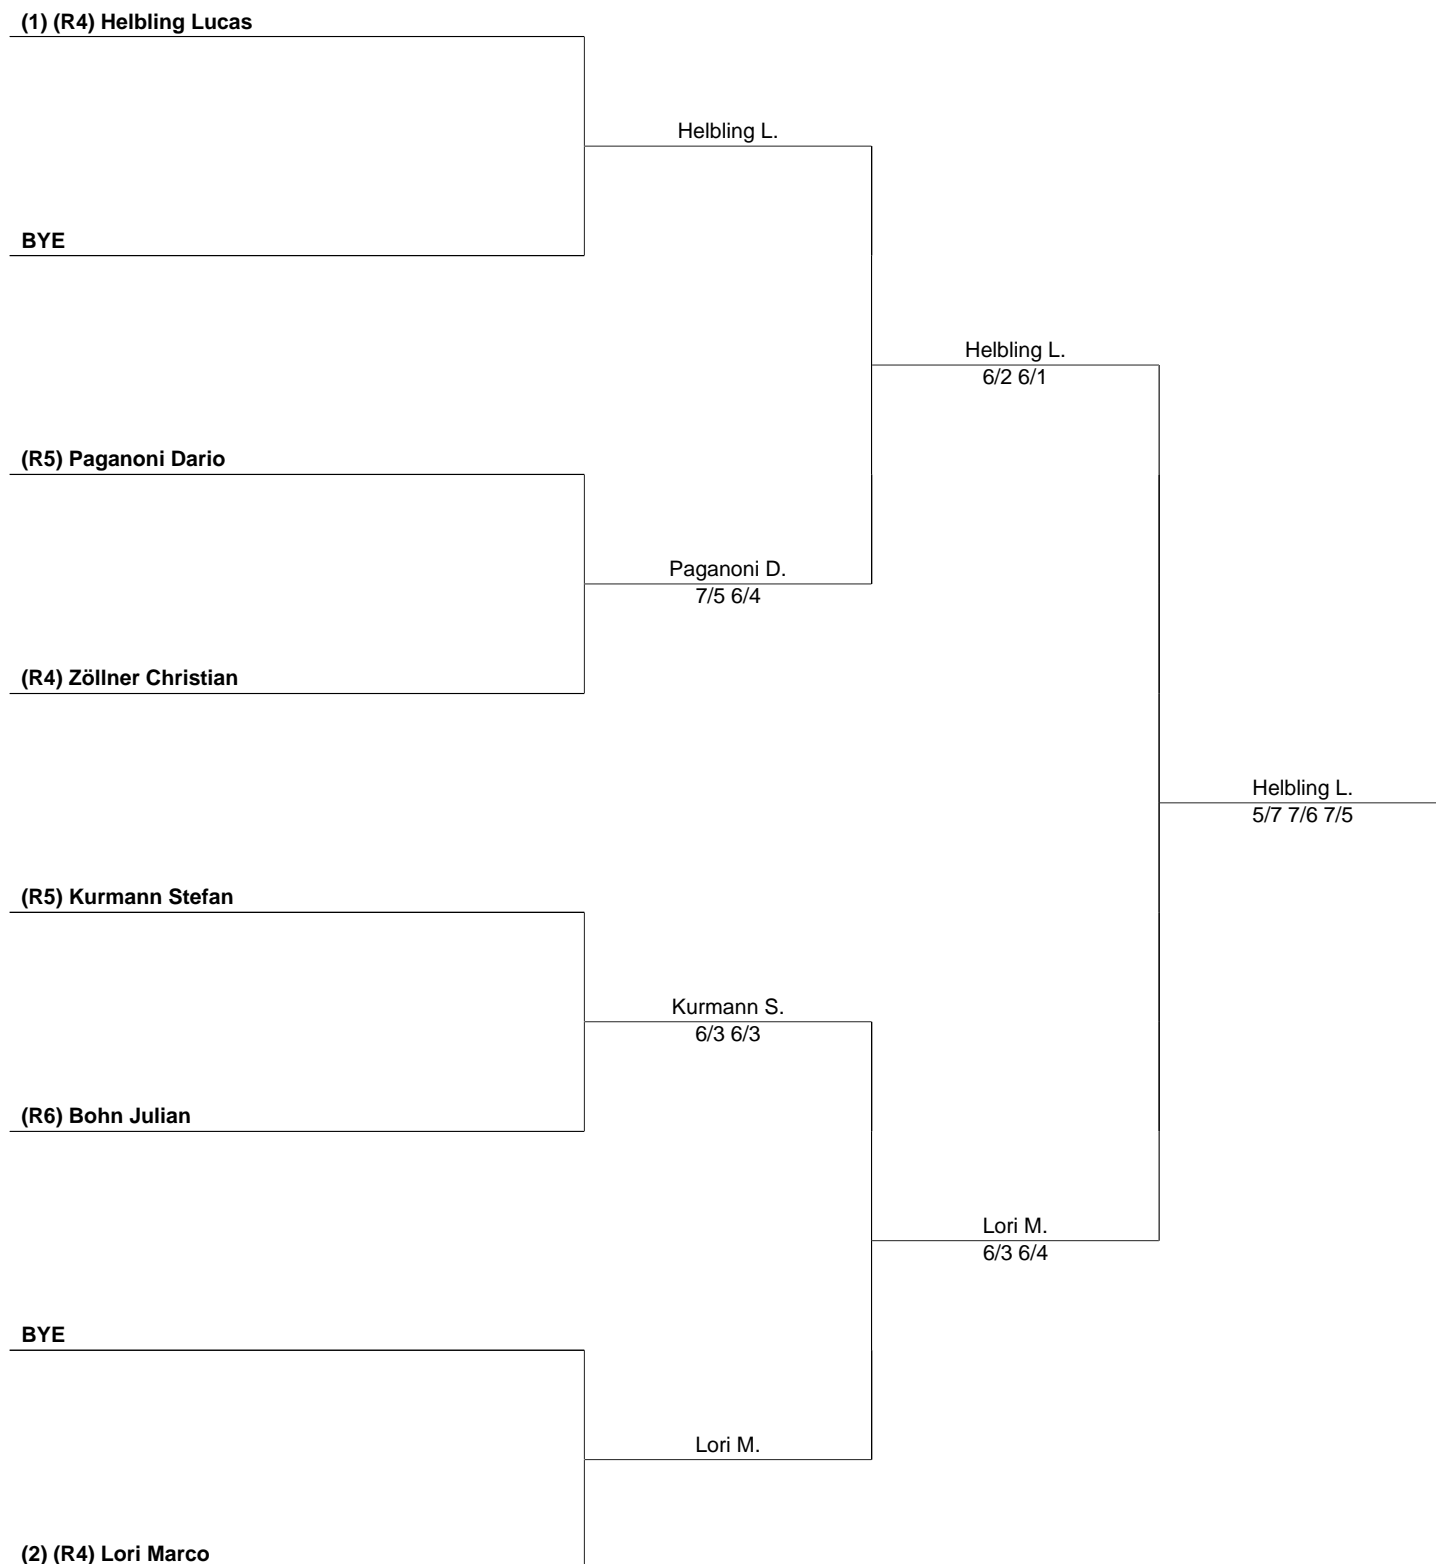 (1) (R4) Helbling Lucas
Helbling L.
BYE
Helbling L.
6/2 6/1
(R5) Paganoni Dario
Paganoni D.
7/5 6/4
(R4) Zöllner Christian
Helbling L.
5/7 7/6 7/5
(R5) Kurmann Stefan
Kurmann S.
6/3 6/3
(R6) Bohn Julian
Lori M.
6/3 6/4
BYE
Lori M.
(2) (R4) Lori Marco